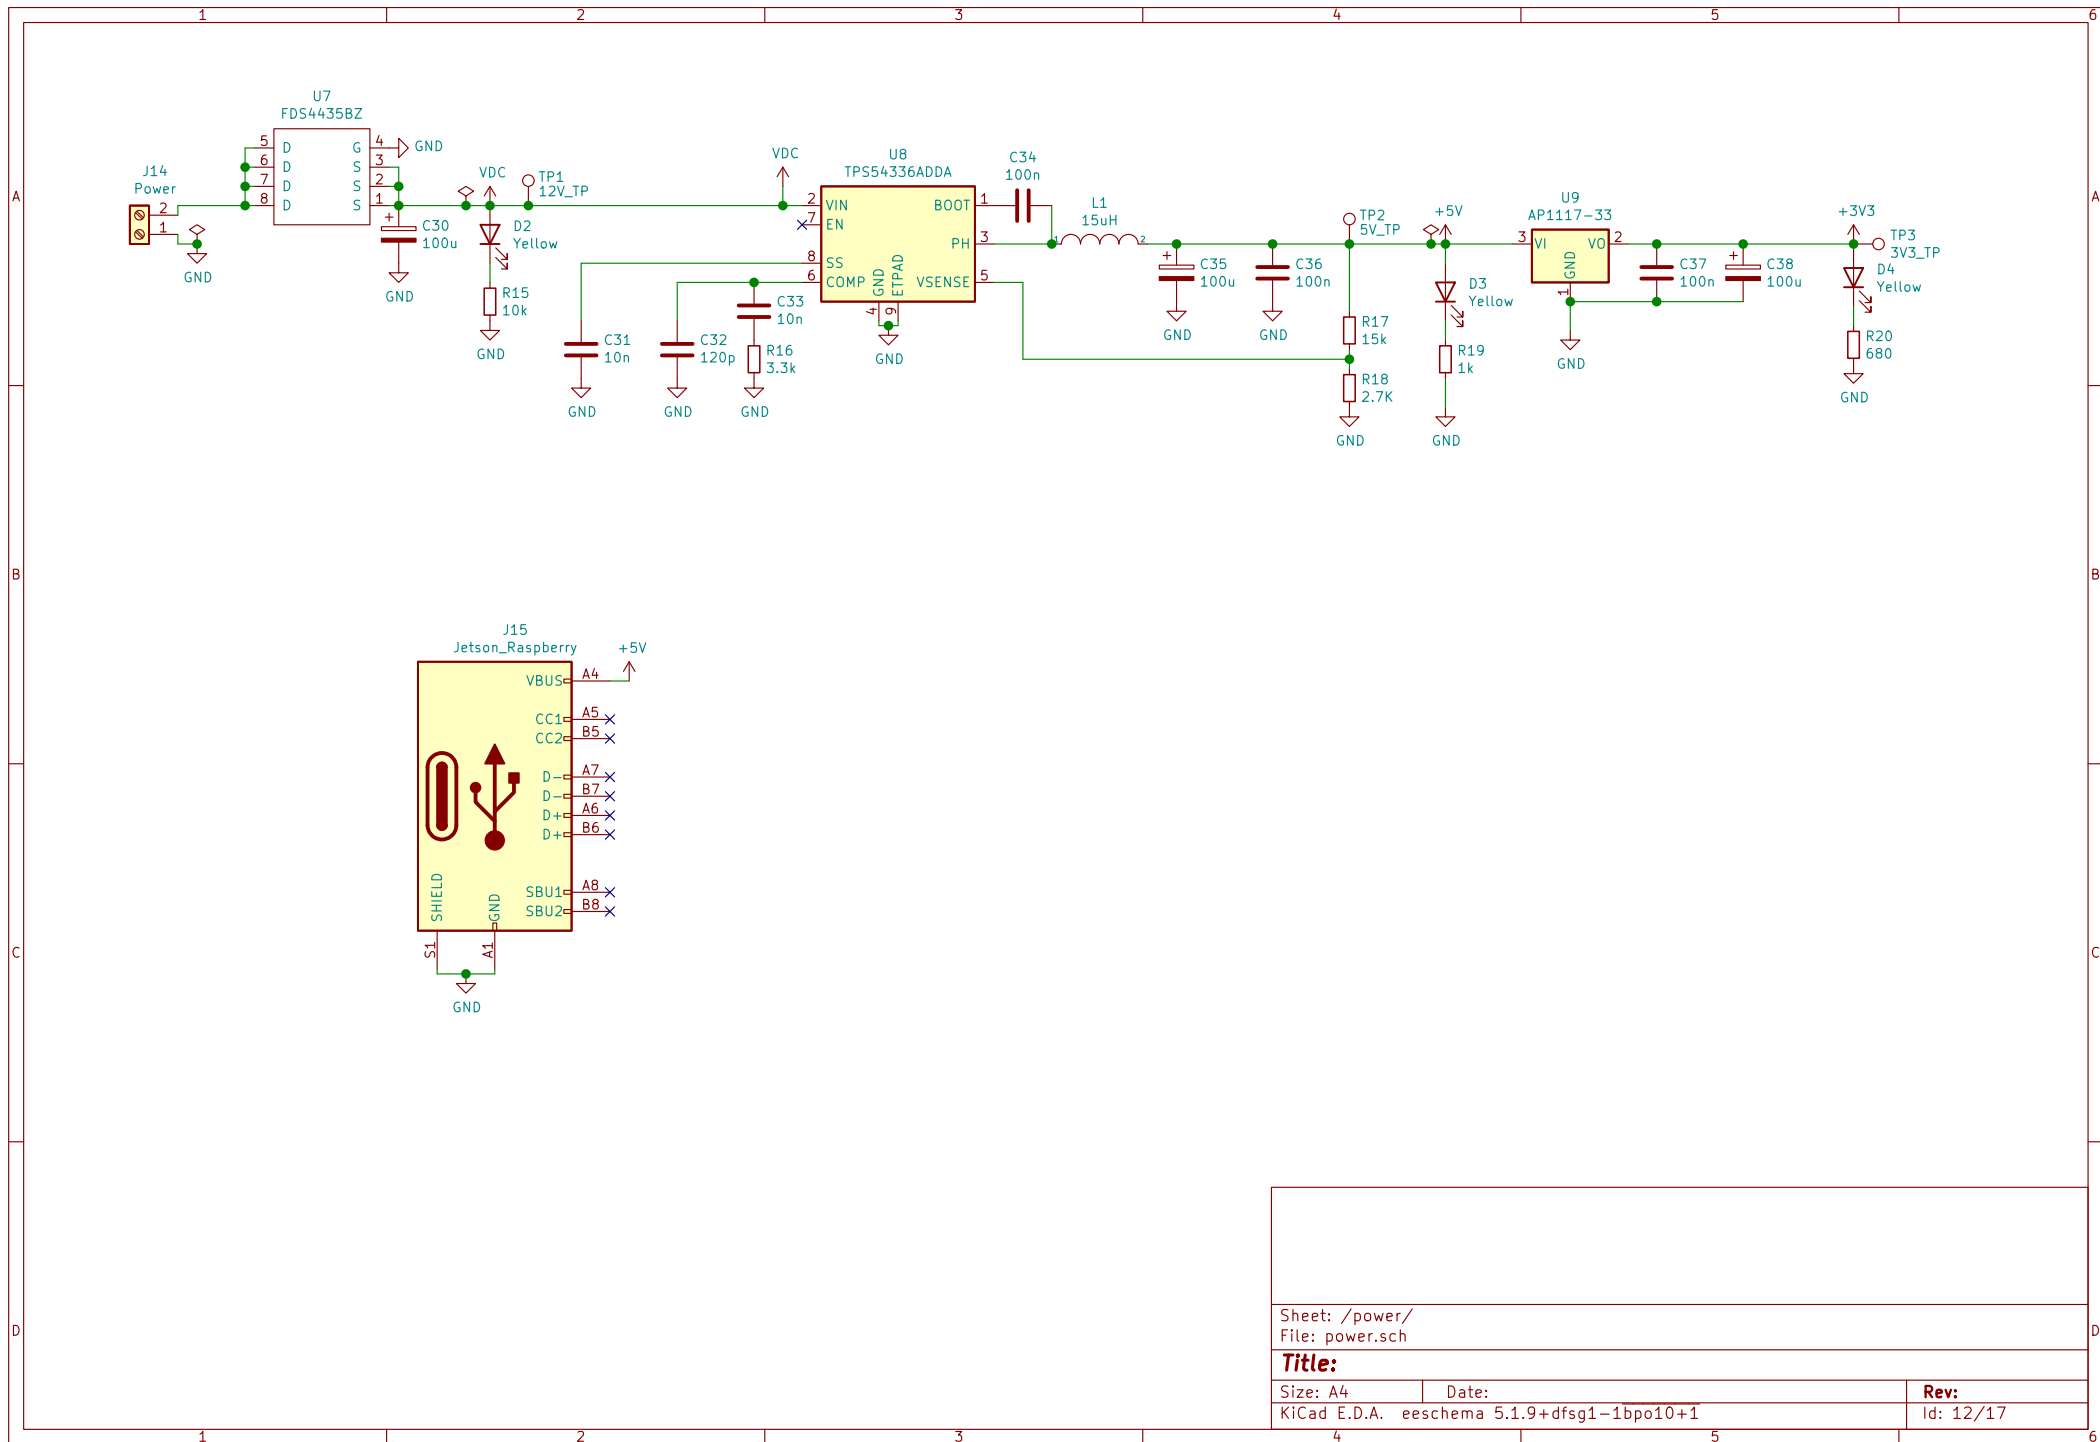 1 2 3 4 5 6
A
B
C
D
U7
FDS4435BZ
5 D G 4 GND
6 D S 3
7 D S 2
8 D S 1
J14
Power
2
1
GND
VDC
TP1
12V_TP
+
C30
100u
GND
D2
Yellow
R15
10k
GND
VDC
U8
TPS54336ADDA
2 VIN BOOT 1
7 EN
PH 3
8 SS
6 COMP VSENSE 5
GND ETPAD
4 9
GND
C34
100n
C31
10n
GND
C32
120p
GND
C33
10n
R16
3.3k
GND
L1
15uH
1 2
+
C35
100u
GND
C36
100n
GND
TP2
5V_TP
R17
15k
R18
2.7K
GND
+5V
D3
Yellow
R19
1k
GND
U9
AP1117-33
3 VI VO 2
GND
1
GND
C37
100n
+
C38
100u
+3V3
TP3
3V3_TP
D4
Yellow
R20
680
GND
J15
Jetson_Raspberry
+5V
VBUS A4
CC1 A5
CC2 B5
D- A7
D- B7
D+ A6
D+ B6
SBU1 A8
SBU2 B8
SHIELD GND
S1 A1
GND
Sheet: /power/
File: power.sch
Title:
Size: A4 Date: Rev:
KiCad E.D.A. eeschema 5.1.9+dfsg1-1bpo10+1 Id: 12/17
A
B
C
D
1 2 3 4 5 6